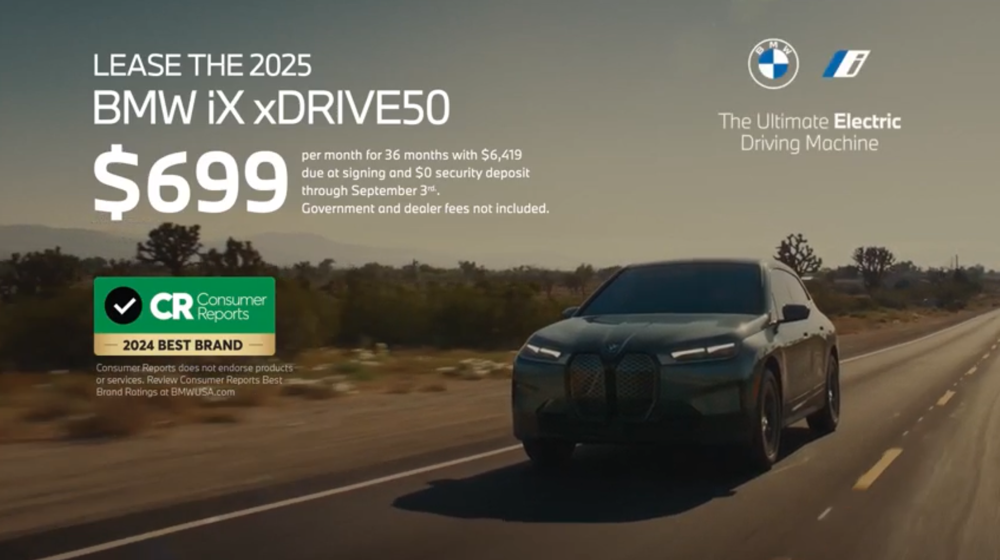 LEASE THE 2025
BMW iX xDRIVE50
$699
per month for 36 months with $6,419
due at signing and $0 security deposit
through September 3rd.
Government and dealer fees not included.
BMW
i
The Ultimate Electric
Driving Machine
CR Consumer
Reports
2024 BEST BRAND
Consumer Reports does not endorse products
or services. Review Consumer Reports Best
Brand Ratings at BMWUSA.com